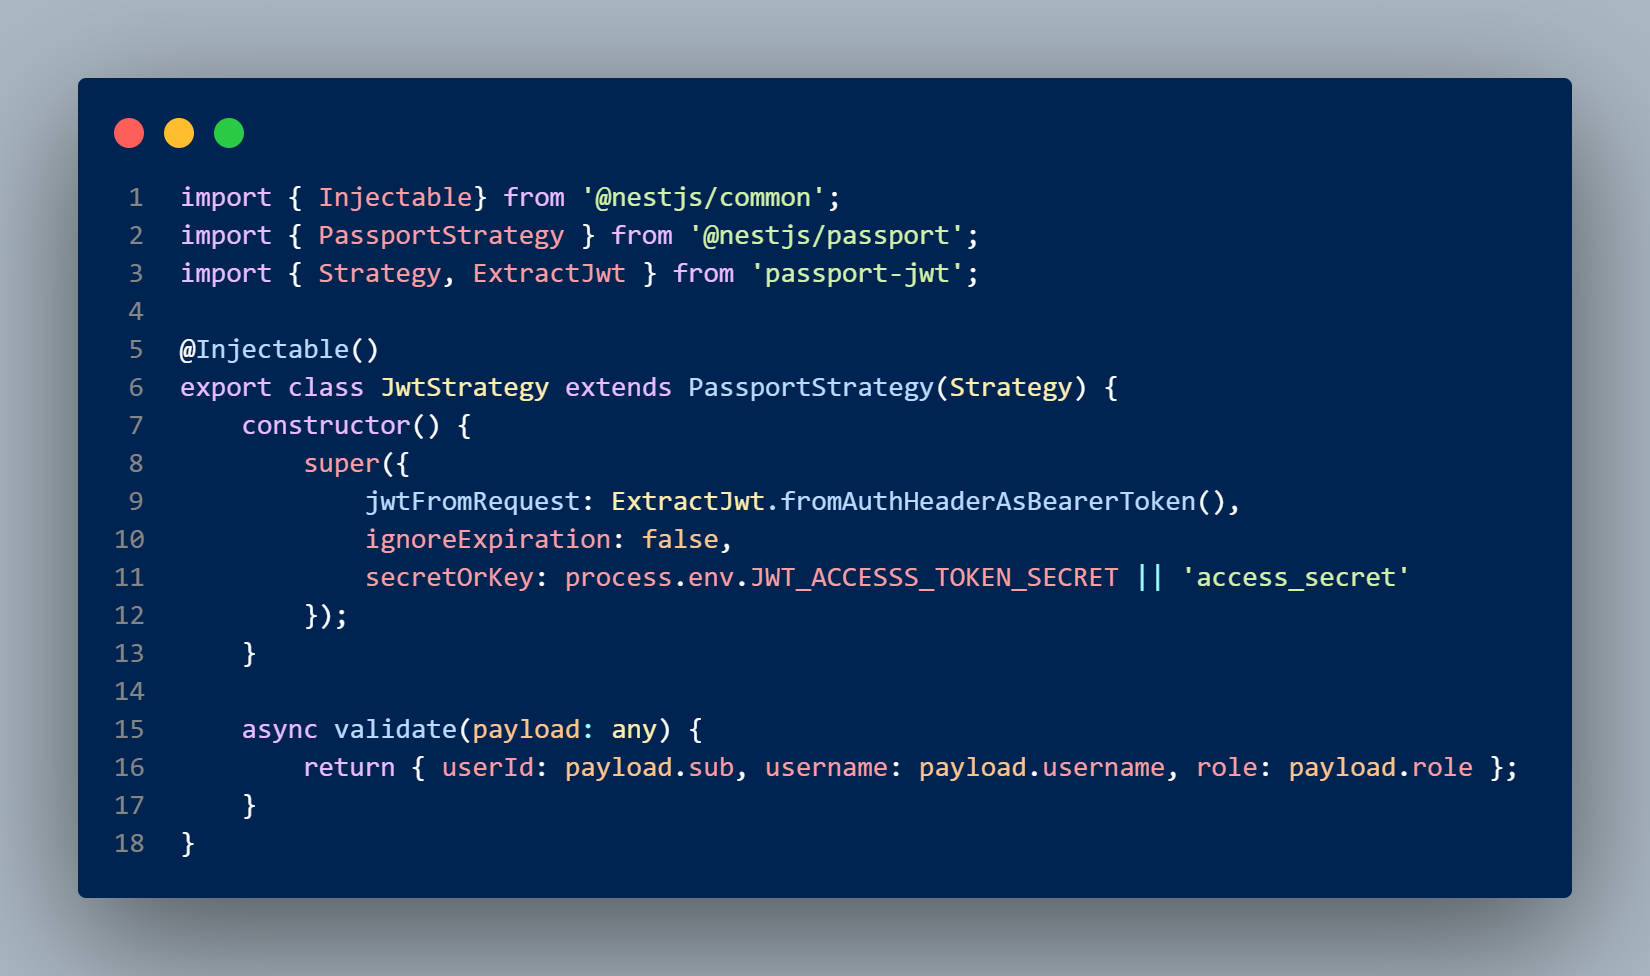 1 import { Injectable} from '@nestjs/common';
2 import { PassportStrategy } from '@nestjs/passport';
3 import { Strategy, ExtractJwt } from 'passport-jwt';
4
5 @Injectable()
6 export class JwtStrategy extends PassportStrategy(Strategy) {
7     constructor() {
8         super({
9             jwtFromRequest: ExtractJwt.fromAuthHeaderAsBearerToken(),
10             ignoreExpiration: false,
11             secretOrKey: process.env.JWT_ACCESSS_TOKEN_SECRET || 'access_secret'
12         });
13     }
14
15     async validate(payload: any) {
16         return { userId: payload.sub, username: payload.username, role: payload.role };
17     }
18 }